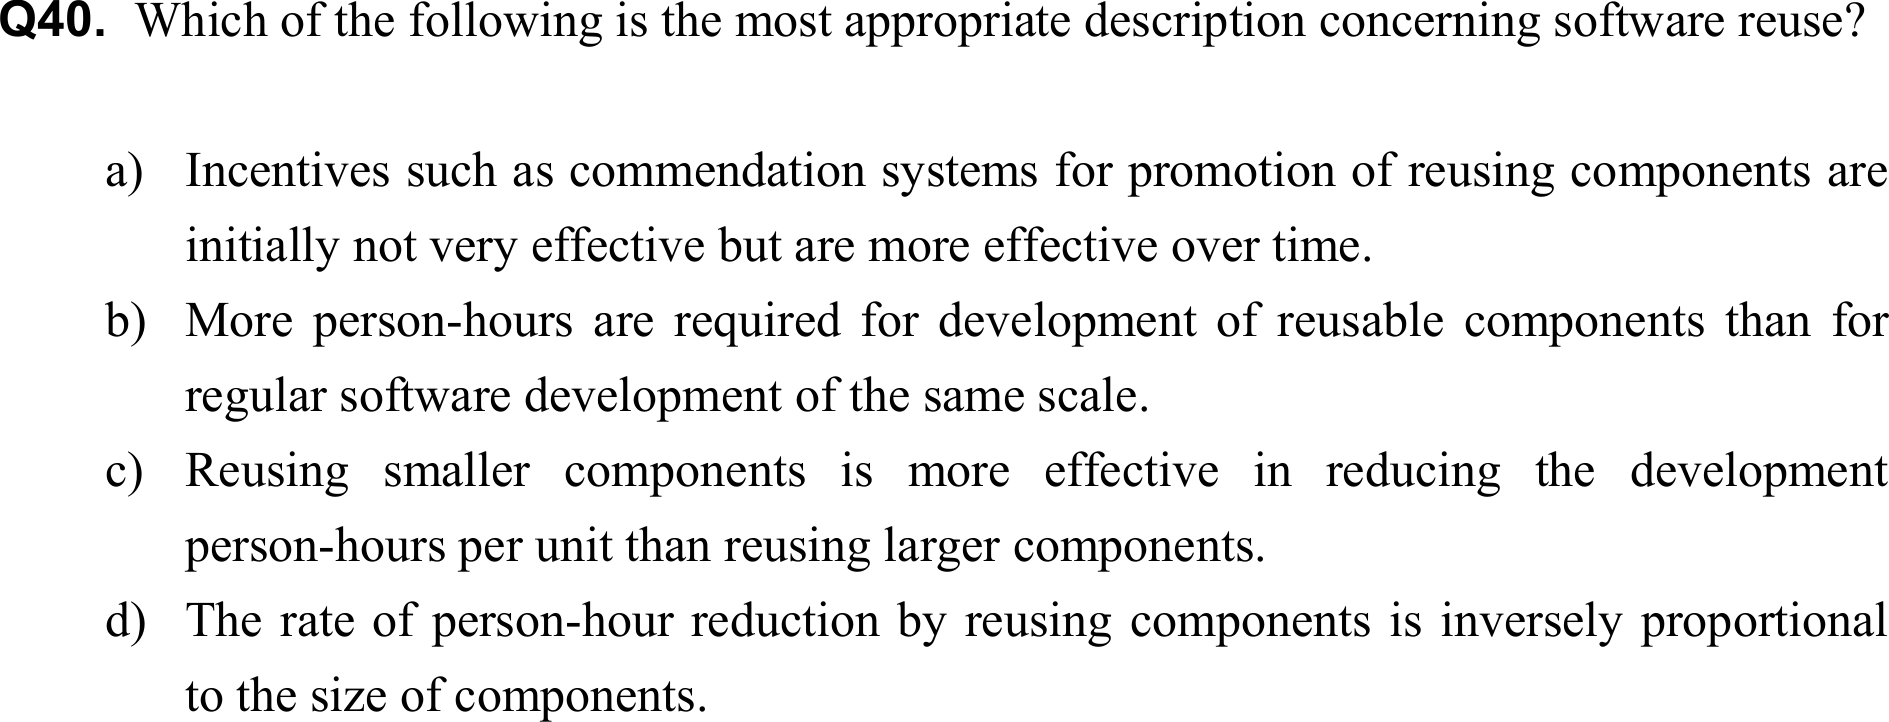 Q40. Which of the following is the most appropriate description concerning software reuse?
a) Incentives such as commendation systems for promotion of reusing components are
initially not very effective but are more effective over time.
b) More person-hours are required for development of reusable components than for
regular software development of the same scale.
c) Reusing smaller components is more effective in reducing the development
person-hours per unit than reusing larger components.
d) The rate of person-hour reduction by reusing components is inversely proportional
to the size of components.